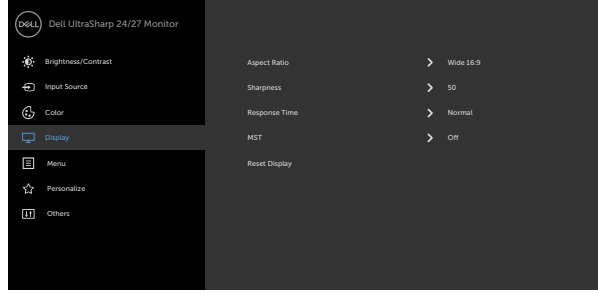 DELL Dell UltraSharp 24/27 Monitor
Brightness/Contrast
Input Source
Color
Display
Menu
Personalize
Others
Aspect Ratio Wide 16:9
Sharpness 50
Response Time Normal
MST Off
Reset Display